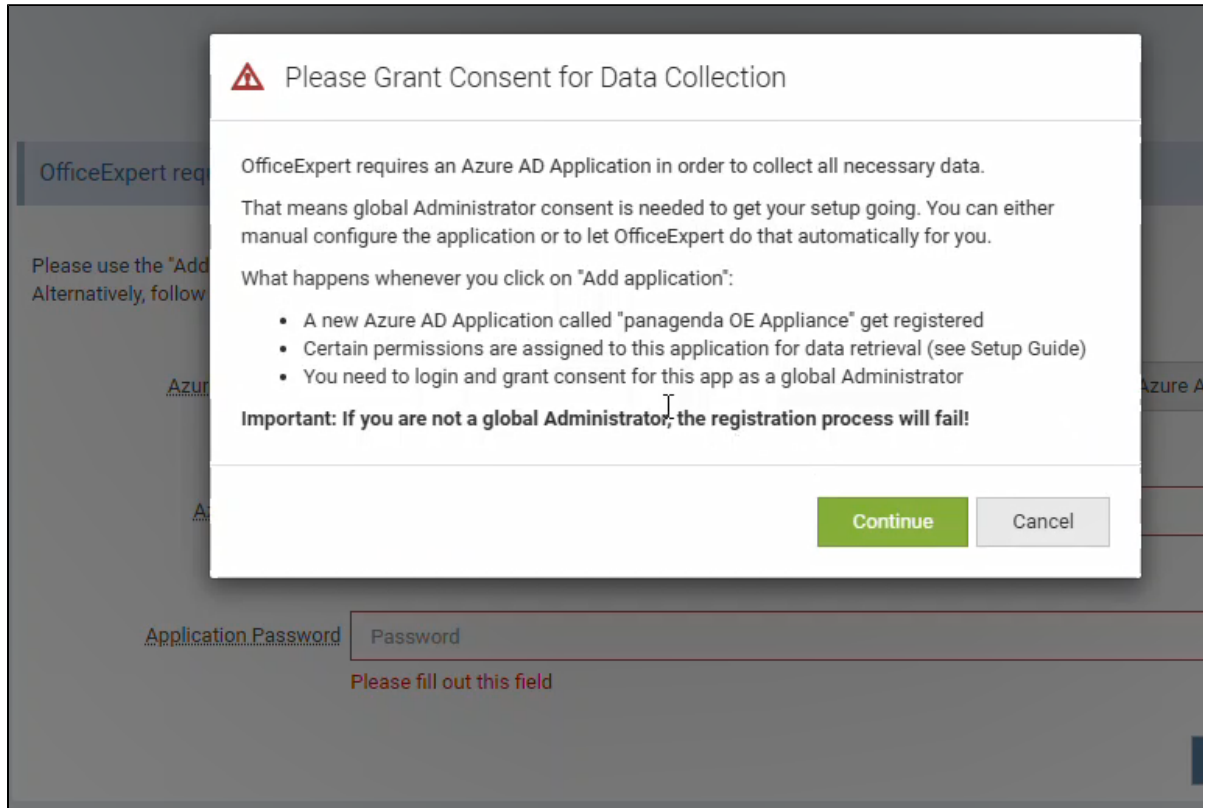 Please Grant Consent for Data Collection
OfficeExpert requires an Azure AD Application in order to collect all necessary data.
That means global Administrator consent is needed to get your setup going. You can either
manual configure the application or to let OfficeExpert do that automatically for you.
What happens whenever you click on "Add application":
• A new Azure AD Application called "panagenda OE Appliance" get registered
• Certain permissions are assigned to this application for data retrieval (see Setup Guide)
• You need to login and grant consent for this app as a global Administrator
Important: If you are not a global Administrator, the registration process will fail!
Continue
Cancel
OfficeExpert
Please use the "Add
Alternatively, follow
Azure
Application Password
Password
Please fill out this field